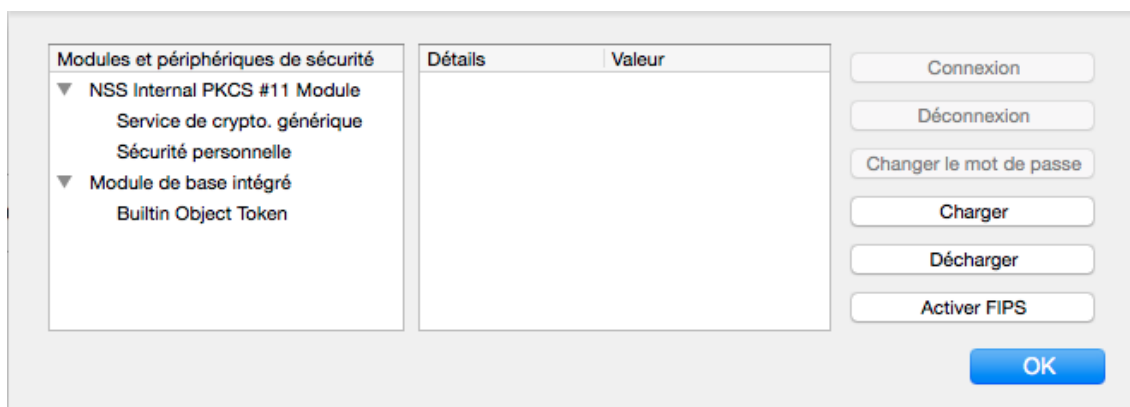 Modules et périphériques de sécurité
NSS Internal PKCS #11 Module
Service de crypto. générique
Sécurité personnelle
Module de base intégré
Builtin Object Token
Détails Valeur
Connexion
Déconnexion
Changer le mot de passe
Charger
Décharger
Activer FIPS
OK